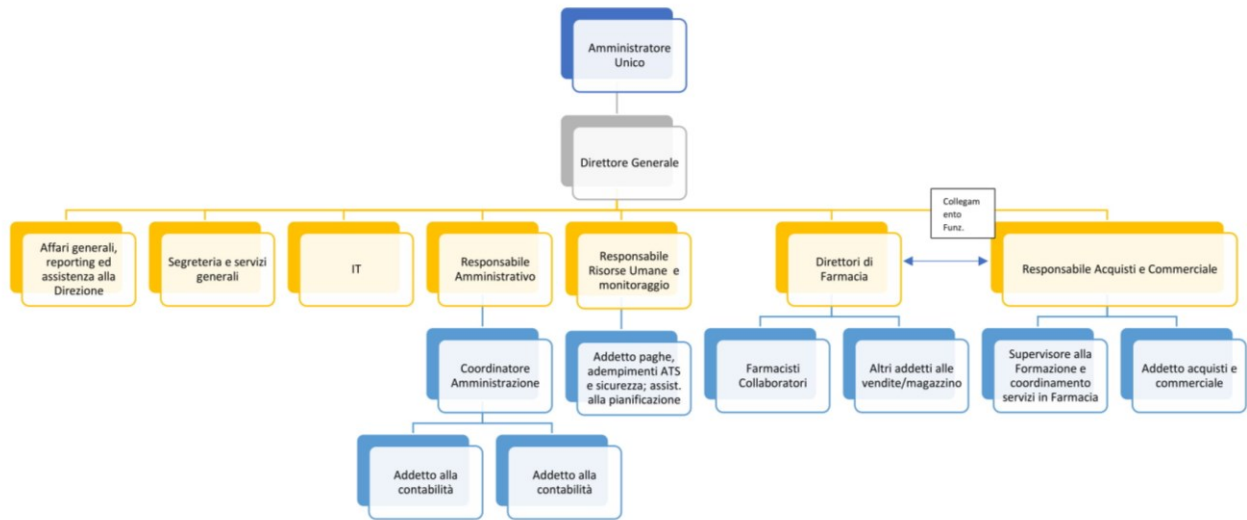 Amministratore
Unico
Direttore Generale
Collegam
ento
Funz.
Affari generali,
reporting ed
assistenza alla
Direzione
Segreteria e servizi
generali
IT
Responsabile
Amministrativo
Responsabile
Risorse Umane e
monitoraggio
Direttori di
Farmacia
Responsabile Acquisti e Commerciale
Coordinatore
Amministrazione
Addetto paghe,
adempimenti ATS
e sicurezza; assist.
alla pianificazione
Farmacisti
Collaboratori
Altri addetti alle
vendite/magazzino
Supervisore alla
Formazione e
coordinamento
servizi in Farmacia
Addetto acquisti e
commerciale
Addetto alla
contabilità
Addetto alla
contabilità